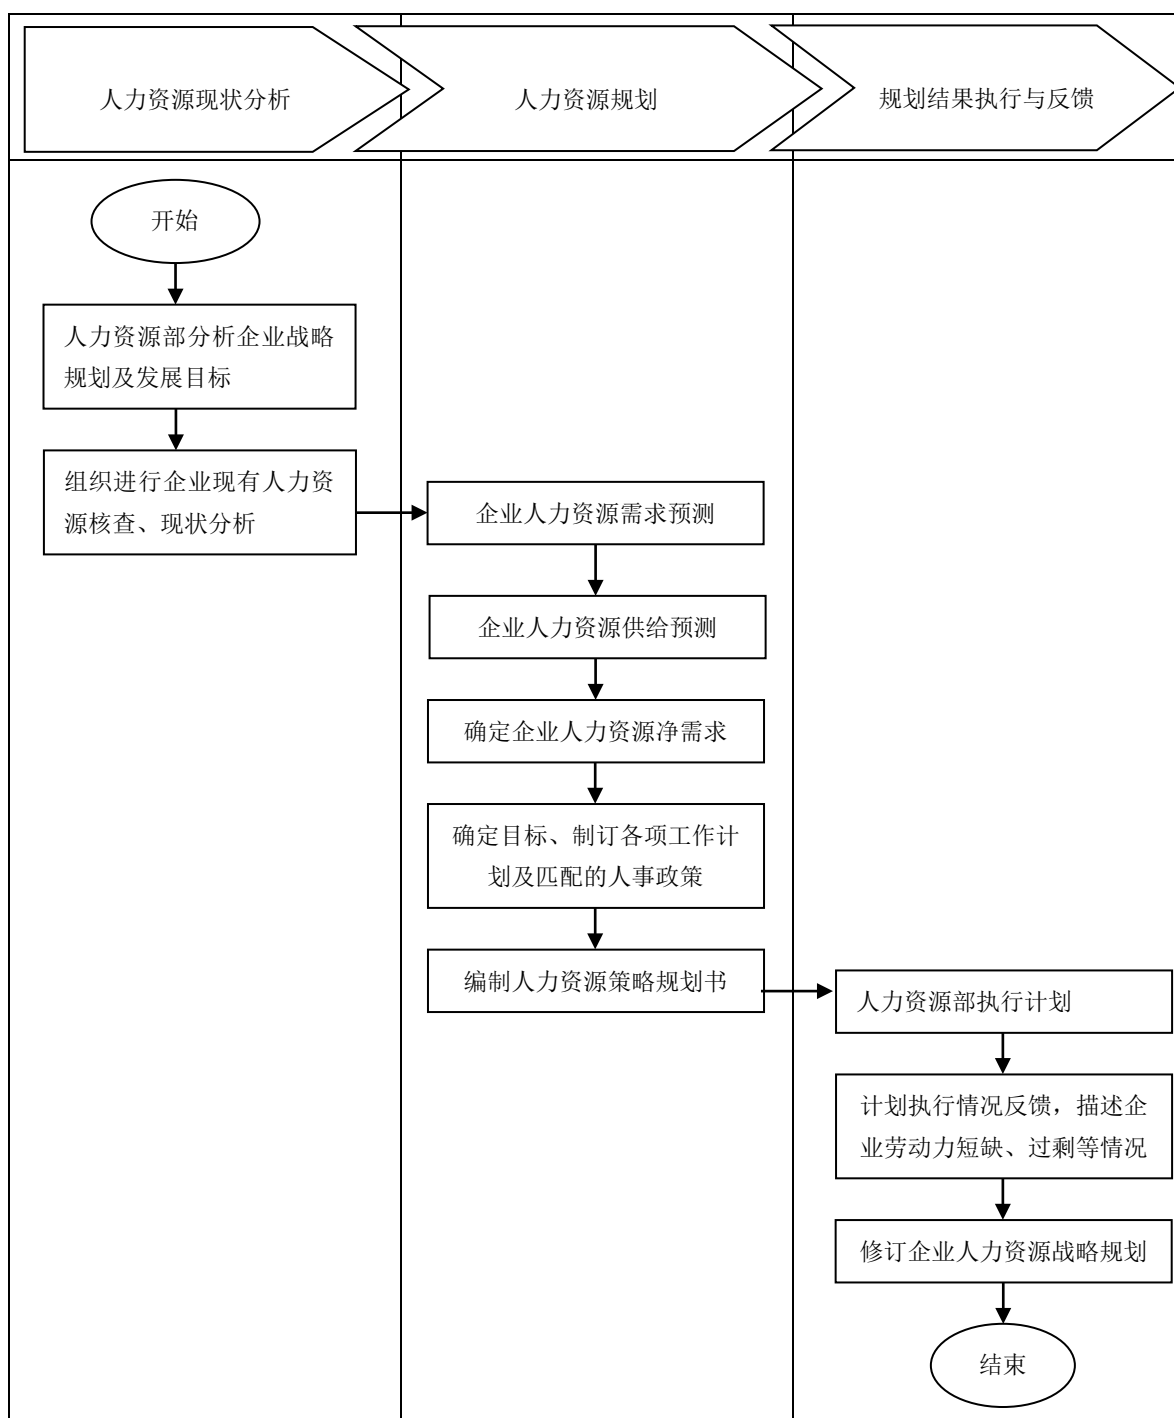 人力资源现状分析
人力资源规划
规划结果执行与反馈
开始
人力资源部分析企业战略
规划及发展目标
组织进行企业现有人力资
源核查、现状分析
企业人力资源需求预测
企业人力资源供给预测
确定企业人力资源净需求
确定目标、制订各项工作计
划及匹配的人事政策
编制人力资源策略规划书
人力资源部执行计划
计划执行情况反馈，描述企
业劳动力短缺、过剩等情况
修订企业人力资源战略规划
结束